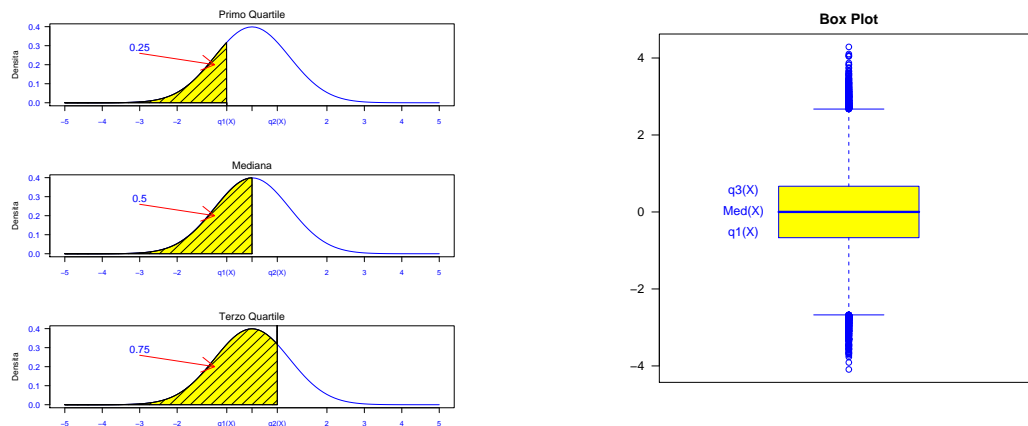 Primo Quartile
Densita
0.4
0.3
0.2
0.1
0.0
0.25
−5 −4 −3 −2 q1(X) q2(X) 2 3 4 5
Mediana
Densita
0.4
0.3
0.2
0.1
0.0
0.5
−5 −4 −3 −2 q1(X) q2(X) 2 3 4 5
Terzo Quartile
Densita
0.4
0.3
0.2
0.1
0.0
0.75
−5 −4 −3 −2 q1(X) q2(X) 2 3 4 5
Box Plot
4
2
0
−2
−4
q3(X)
Med(X)
q1(X)